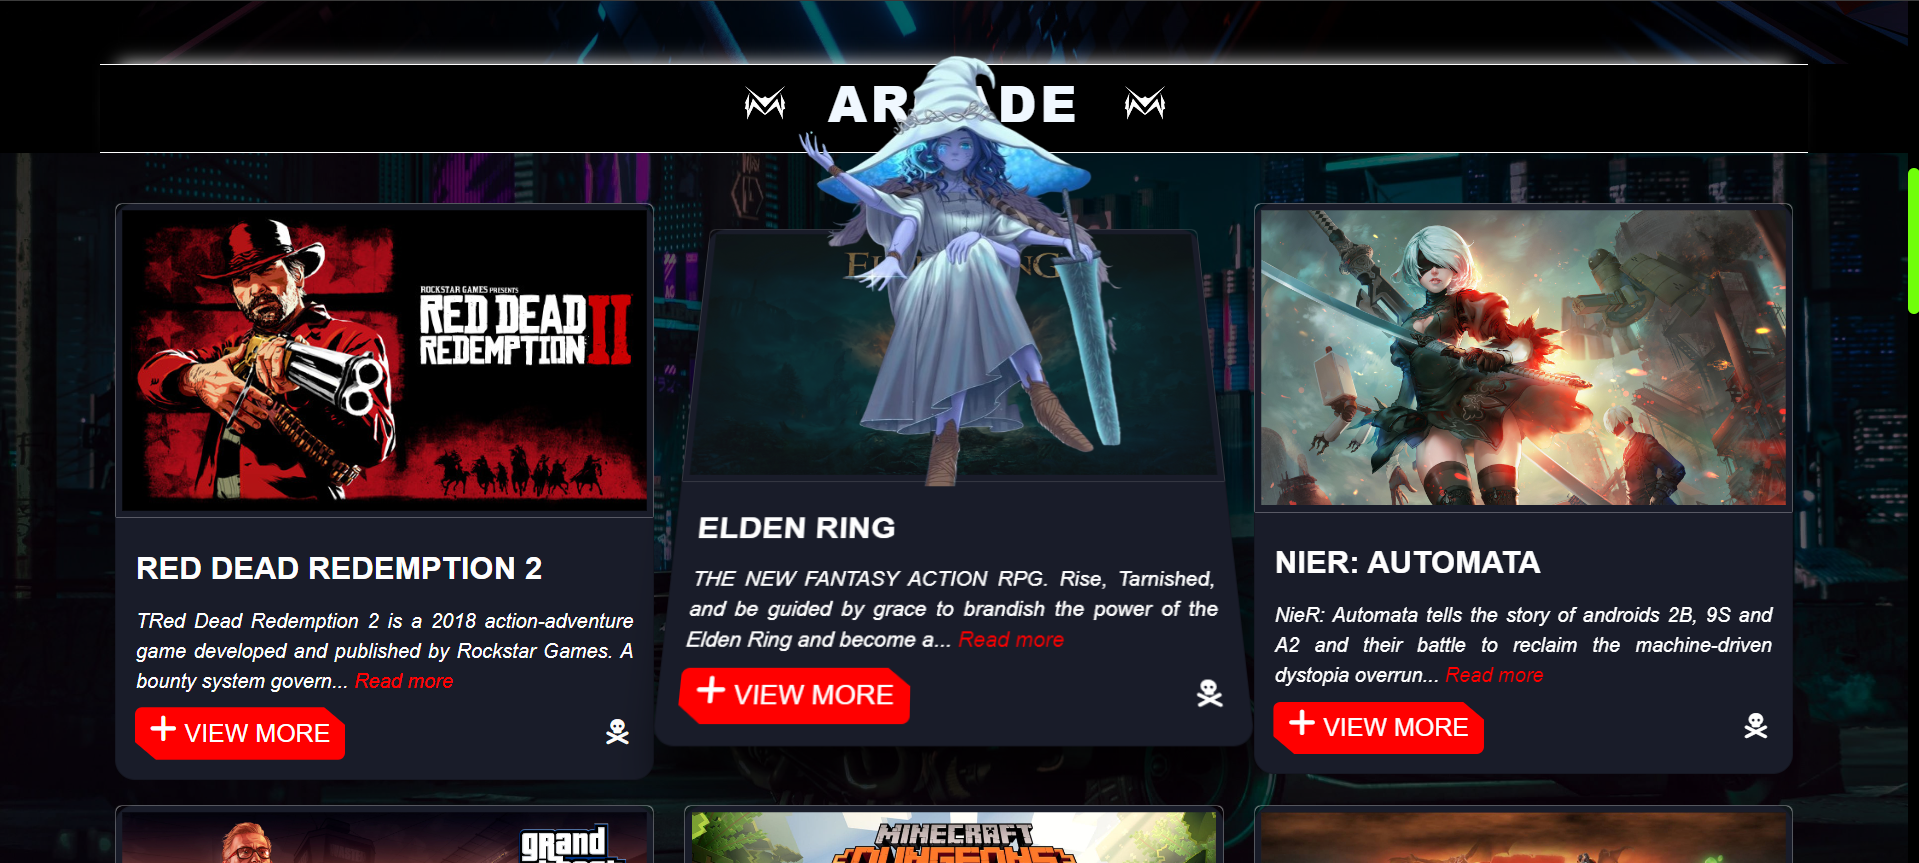 AR DE
ROCKSTAR GAMES PRESENTS
RED DEAD
REDEMPTION II
RED DEAD REDEMPTION 2
TRed Dead Redemption 2 is a 2018 action-adventure
game developed and published by Rockstar Games. A
bounty system govern... Read more
VIEW MORE
ELDEN RING
THE NEW FANTASY ACTION RPG. Rise, Tarnished,
and be guided by grace to brandish the power of the
Elden Ring and become a... Read more
VIEW MORE
NIER: AUTOMATA
NieR: Automata tells the story of androids 2B, 9S and
A2 and their battle to reclaim the machine-driven
dystopia overrun... Read more
VIEW MORE
grand
MINECRAFT
DUNGEONS